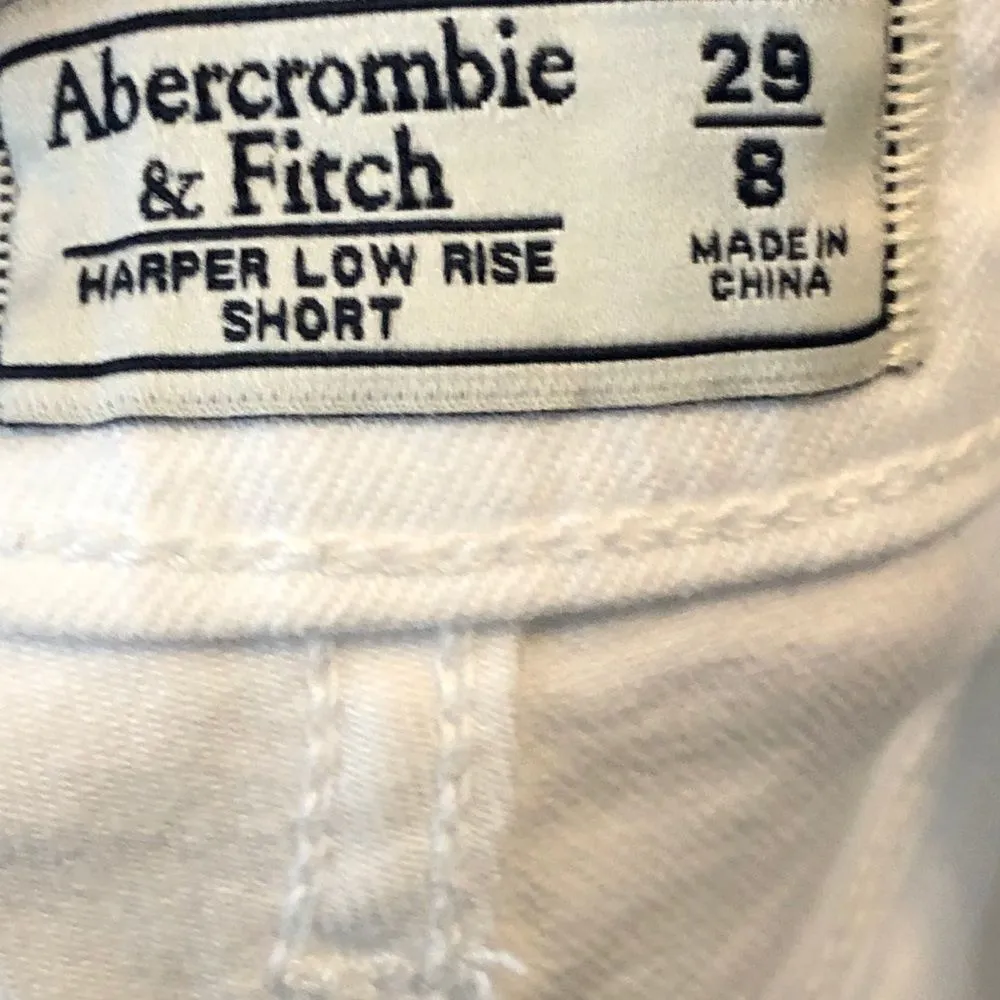 Abercrombie
& Fitch
HARPER LOW RISE
SHORT
29
8
MADE IN
CHINA